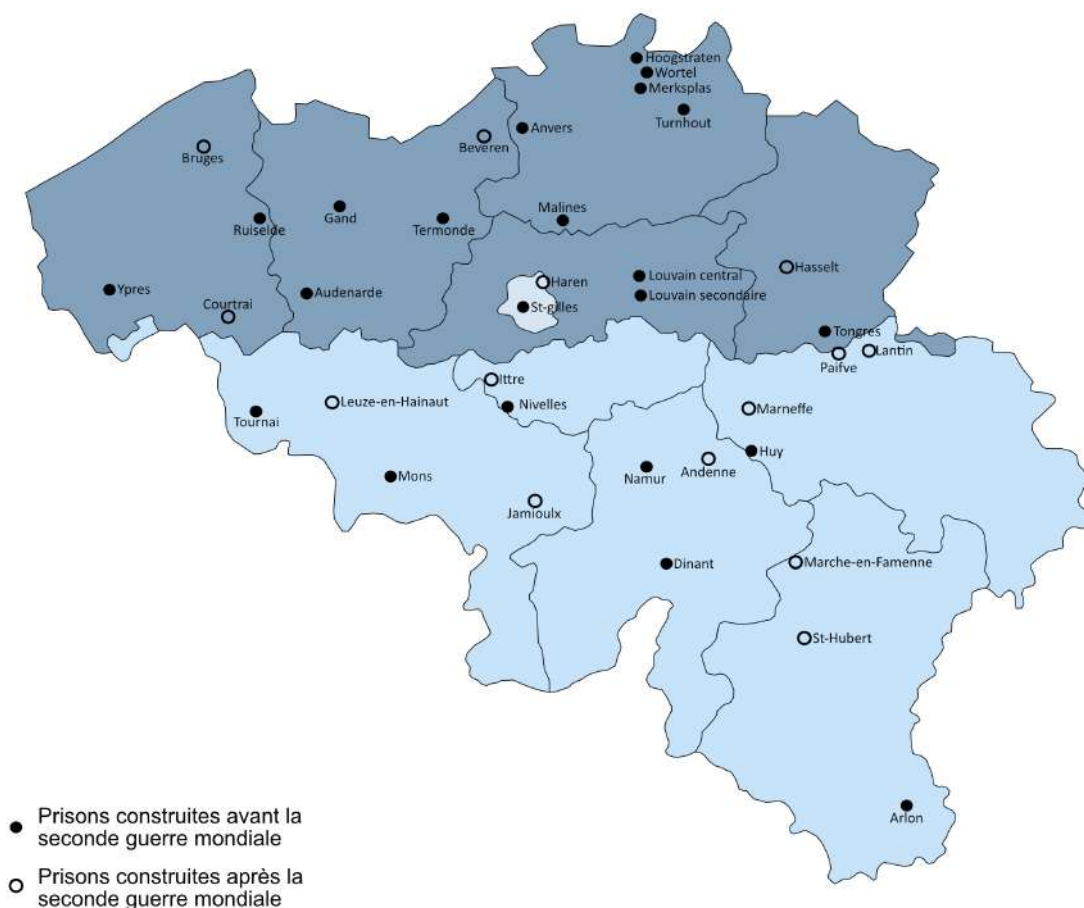 Hoogstraten
Wortel
Merksplas
Turnhout
Anvers
Beveren
Bruges
Gand
Ruiselde
Termonde
Malines
Hasselt
Haren
Louvain central
Louvain secondaire
St-gilles
Ypres
Courtrai
Audenarde
Tongres
Lantin
Paifve
Ittre
Leuze-en-Hainaut
Nivelles
Tournai
Marneffe
Huy
Mons
Namur
Andenne
Jamioulx
Dinant
Marche-en-Famenne
St-Hubert
Arlon
Prisons construites avant la
seconde guerre mondiale
Prisons construites après la
seconde guerre mondiale